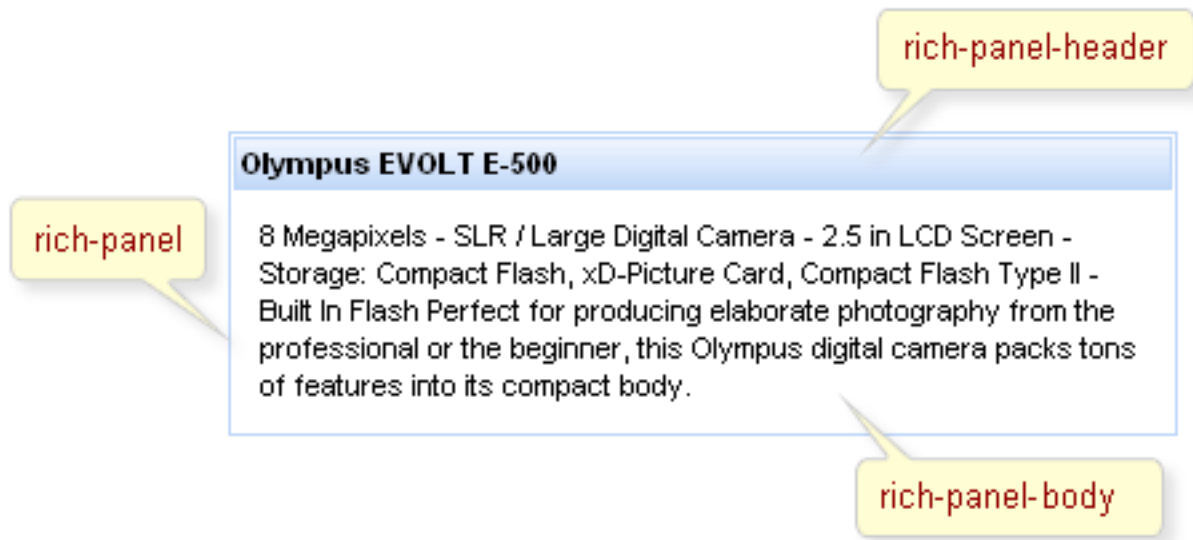 rich-panel-header
Olympus EVOLT E-500
rich-panel
8 Megapixels - SLR / Large Digital Camera - 2.5 in LCD Screen -
Storage: Compact Flash, xD-Picture Card, Compact Flash Type II -
Built In Flash Perfect for producing elaborate photography from the
professional or the beginner, this Olympus digital camera packs tons
of features into its compact body.
rich-panel-body